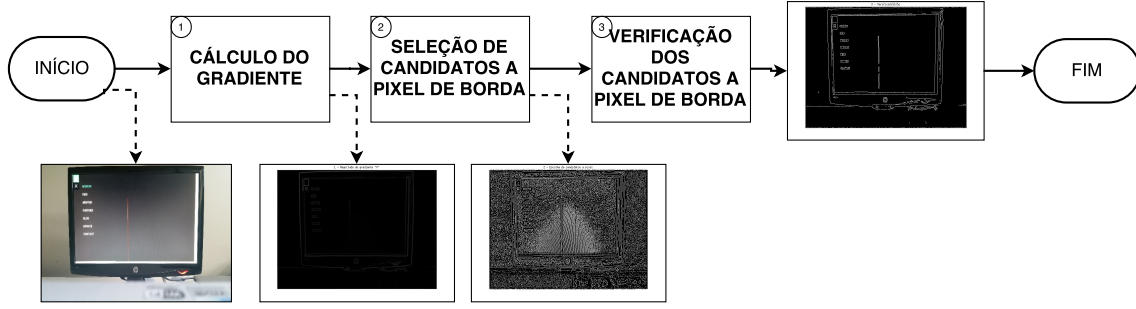 INÍCIO
1
CÁLCULO DO
GRADIENTE
2
SELEÇÃO DE
CANDIDATOS A
PIXEL DE BORDA
3
VERIFICAÇÃO
DOS
CANDIDATOS A
PIXEL DE BORDA
FIM